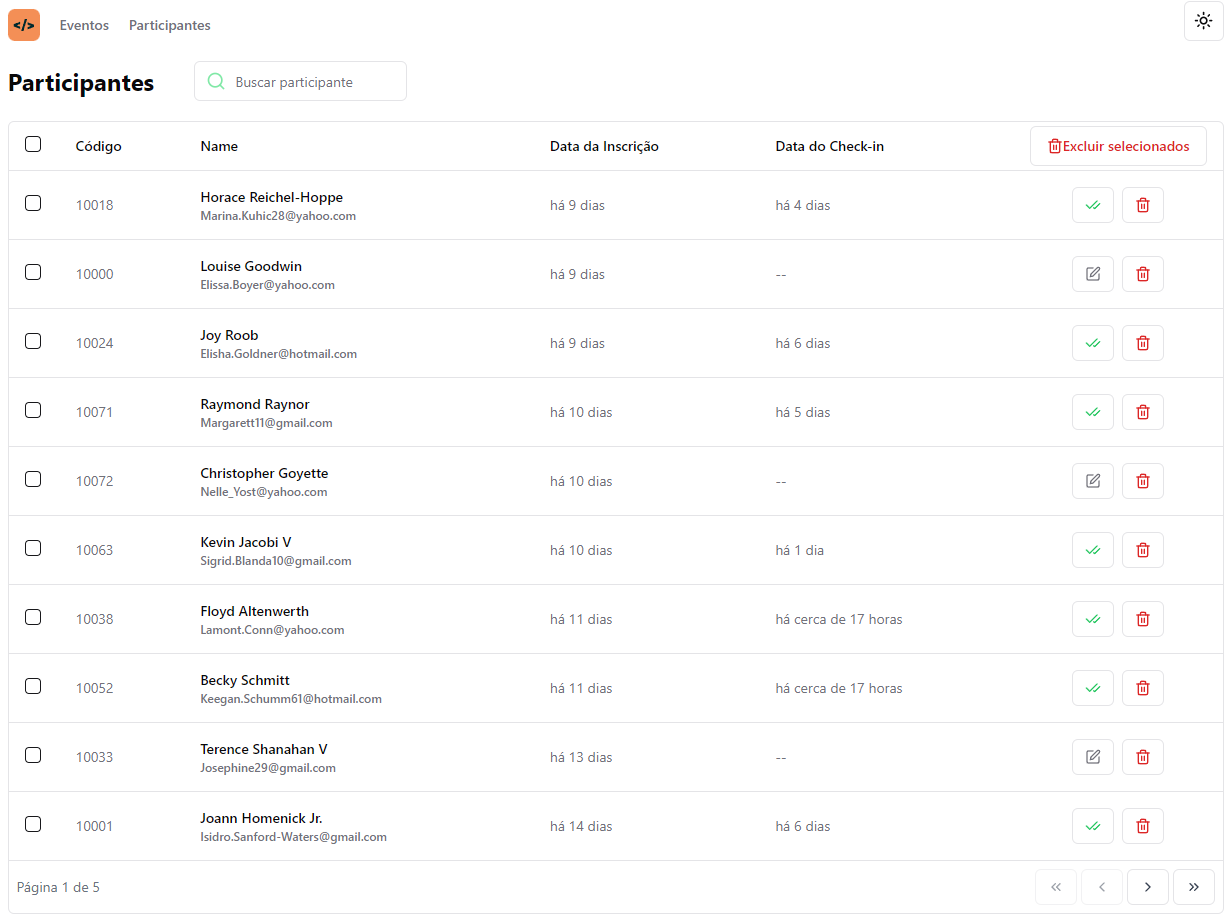 </> Eventos Participantes
Participantes Buscar participante
Código Name Data da Inscrição Data do Check-in Excluir selecionados
10018 Horace Reichel-Hoppe há 9 dias há 4 dias
Marina.Kuhic28@yahoo.com
10000 Louise Goodwin há 9 dias --
Elissa.Boyer@yahoo.com
10024 Joy Roob há 9 dias há 6 dias
Elisha.Goldner@hotmail.com
10071 Raymond Raynor há 10 dias há 5 dias
Margarett11@gmail.com
10072 Christopher Goyette há 10 dias --
Nelle_Yost@yahoo.com
10063 Kevin Jacobi V há 10 dias há 1 dia
Sigrid.Blanda10@gmail.com
10038 Floyd Altenwerth há 11 dias há cerca de 17 horas
Lamont.Conn@yahoo.com
10052 Becky Schmitt há 11 dias há cerca de 17 horas
Keegan.Schumm61@hotmail.com
10033 Terence Shanahan V há 13 dias --
Josephine29@gmail.com
10001 Joann Homenick Jr. há 14 dias há 6 dias
Isidro.Sanford-Waters@gmail.com
Página 1 de 5